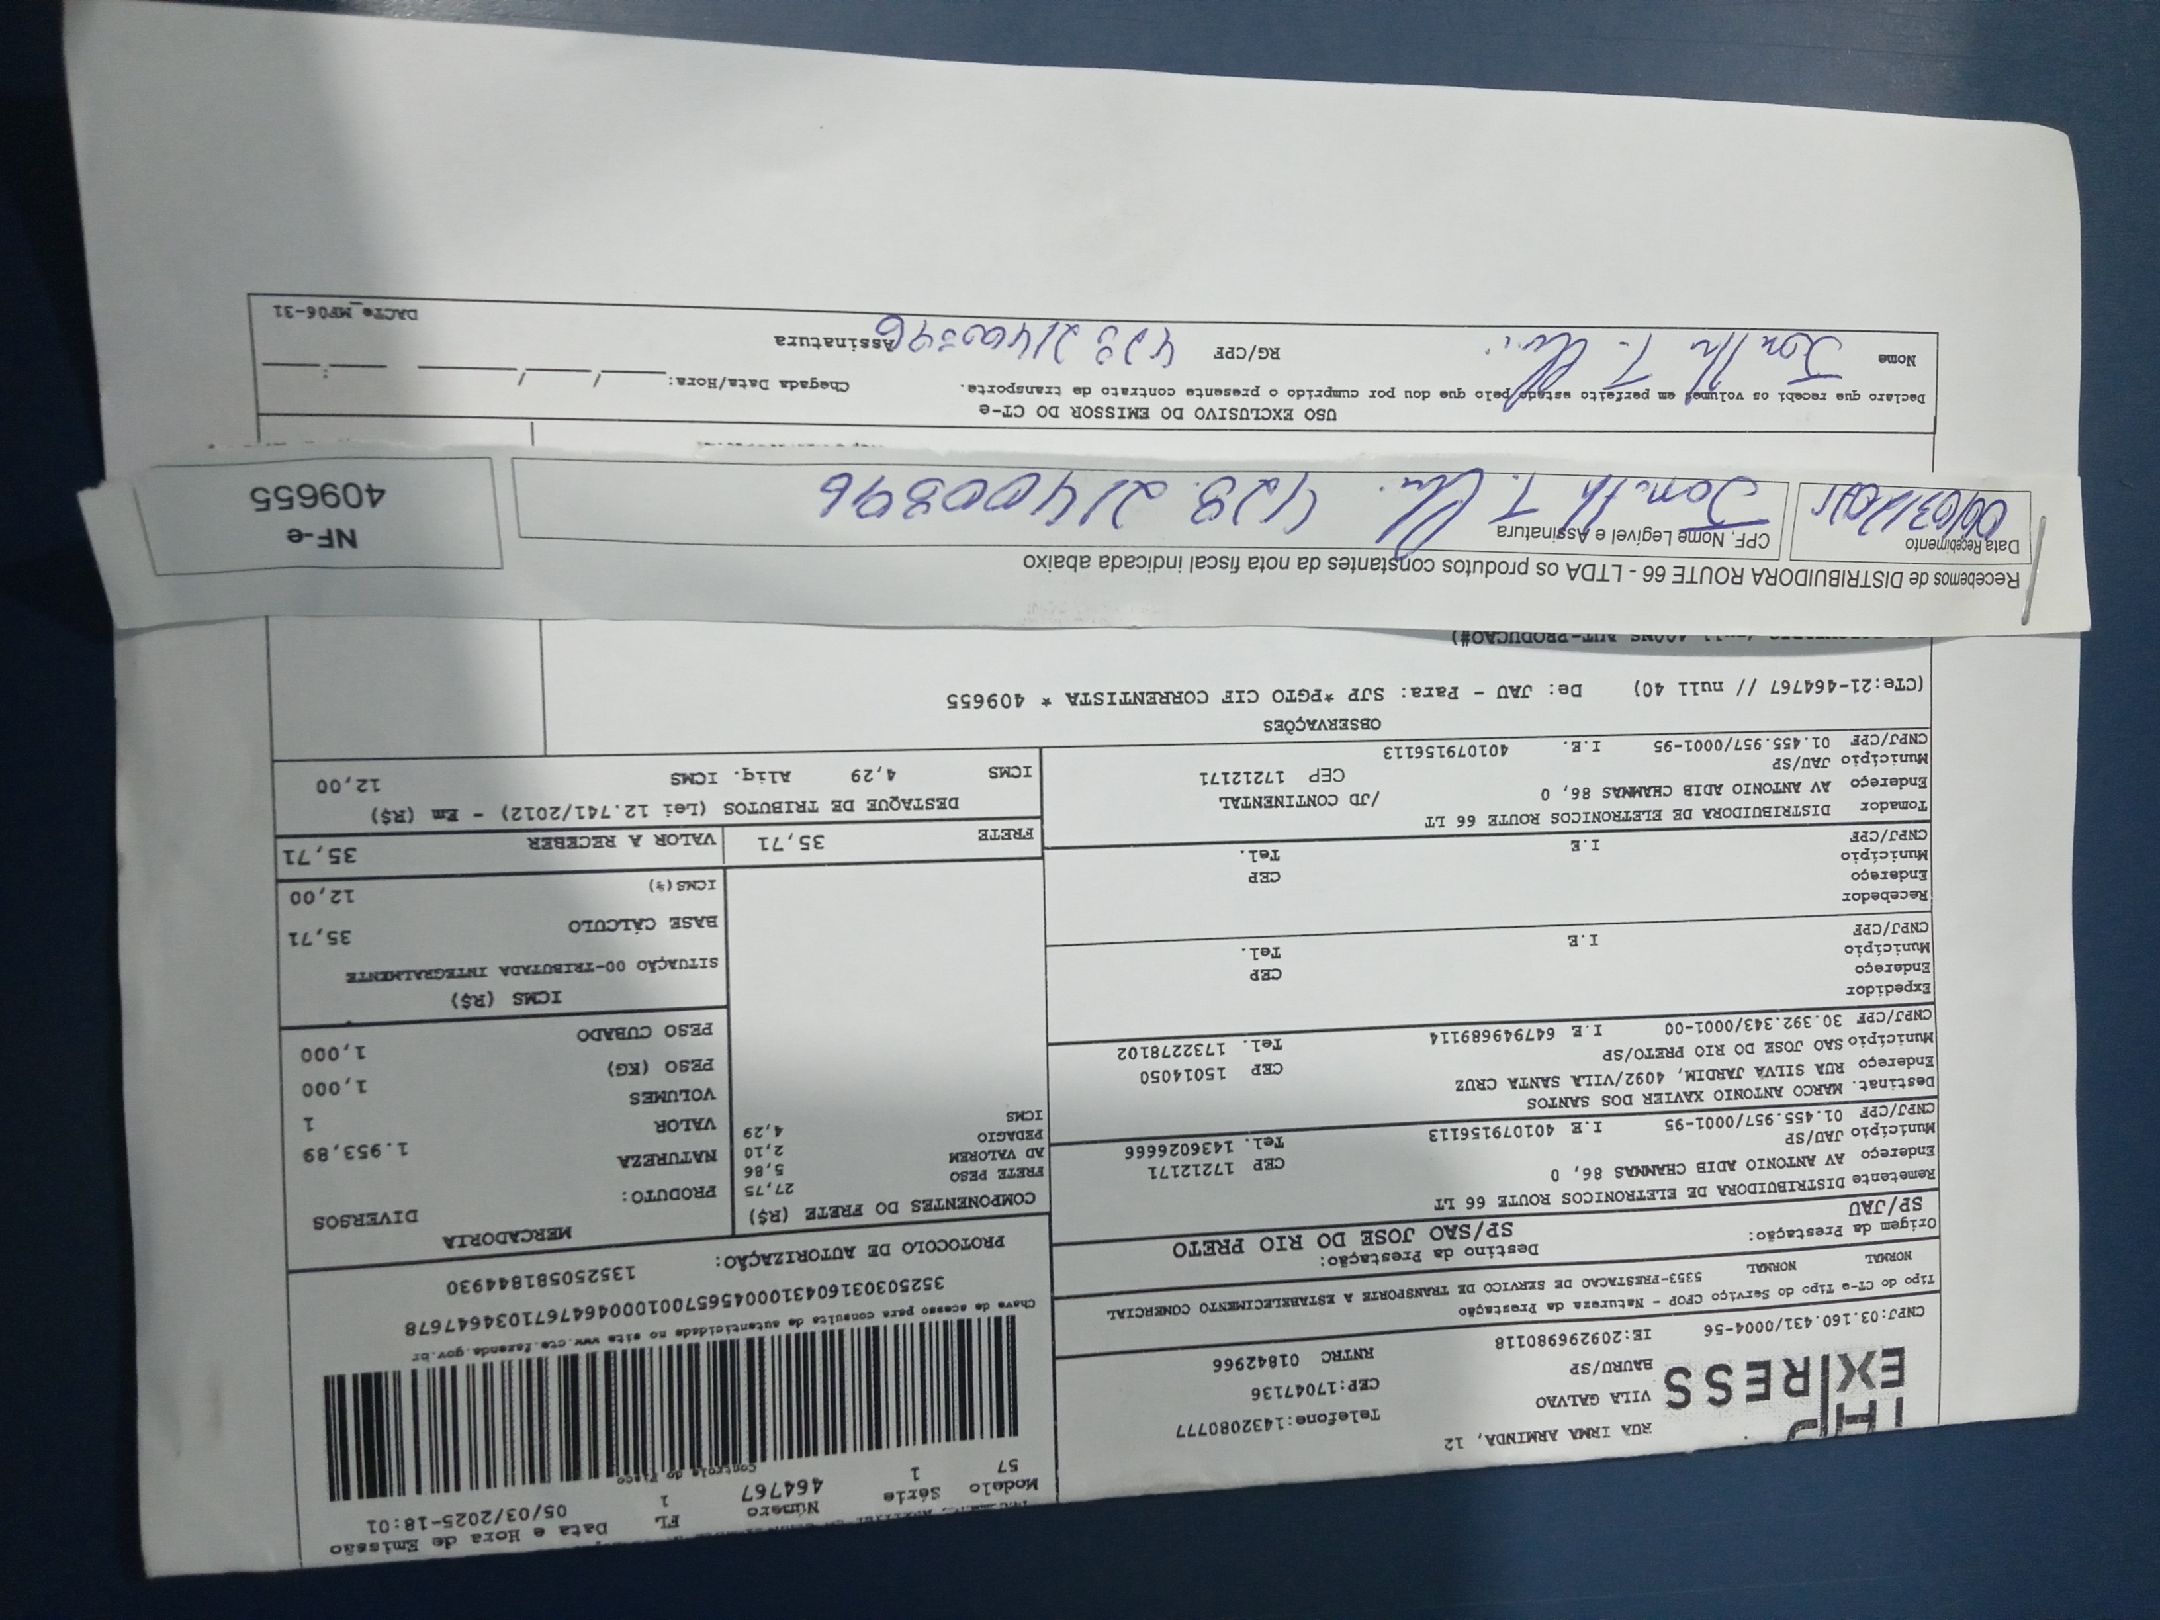 Modelo Série Número FL Data e Hora de Emissão
57 1 464767 1 05/03/2025-18:01
Controle do Fisco
JHP
EXPRESS
RUA IRMA ARMINDA, 12 Telefone:1432080777
VILA GALVAO CEP:17047136
BAURU/SP RNTRC 01842966
CNPJ:03.160.431/0004-56 IE:209296980118
Chave de acesso para consulta de autenticidade no site www.cte.fazenda.gov.br
35250303160431000456570010004647671034647678
PROTOCOLO DE AUTORIZAÇÃO: 135250581844930
Tipo do CT-e Tipo do Serviço CFOP - Natureza da Prestação
NORMAL NORMAL 5353-PRESTACAO DE SERVICO DE TRANSPORTE A ESTABELECIMENTO COMERCIAL
Origem da Prestação: Destino da Prestação:
SP/JAU SP/SAO JOSE DO RIO PRETO
Remetente DISTRIBUIDORA DE ELETRONICOS ROUTE 66 LT
Endereço AV ANTONIO ADIB CHAMMAS 86, 0 CEP 17212171
Município JAU/SP Tel. 1436026666
CNPJ/CPF 01.455.957/0001-95 I.E 401079156113
Destinat. MARCO ANTONIO XAVIER DOS SANTOS
Endereço RUA SILVA JARDIM, 4092/VILA SANTA CRUZ CEP 15014050
Município SAO JOSE DO RIO PRETO/SP Tel. 1732278102
CNPJ/CPF 30.392.343/0001-00 I.E 647949689114
Expedidor
Endereço CEP
Município Tel.
CNPJ/CPF I.E
Recebedor
Endereço CEP
Município Tel.
CNPJ/CPF I.E
Tomador DISTRIBUIDORA DE ELETRONICOS ROUTE 66 LT
Endereço AV ANTONIO ADIB CHAMMAS 86, 0 /JD CONTINENTAL
Município JAU/SP CEP 17212171
CNPJ/CPF 01.455.957/0001-95 I.E. 401079156113
COMPONENTES DO FRETE (R$)
FRETE PESO 27,75
AD VALOREM 5,86
PEDAGIO 2,10
ICMS 4,29
MERCADORIA
PRODUTO: DIVERSOS
NATUREZA
VALOR 1.953,89
VOLUMES 1
PESO (KG) 1,000
PESO CUBADO 1,000
ICMS (R$)
SITUAÇÃO 00-TRIBUTADA INTEGRALMENTE
BASE CÁLCULO 35,71
ICMS(%) 12,00
FRETE 35,71 VALOR A RECEBER 35,71
DESTAQUE DE TRIBUTOS (Lei 12.741/2012) - Em (R$)
ICMS 4,29 Aliq. ICMS 12,00
OBSERVAÇÕES
(CTe:21-464767 // null 40) De: JAU - Para: SJP *PGTO CIF CORRENTISTA * 409655
AUT-PRODUCAO#)
Recebemos de DISTRIBUIDORA ROUTE 66 - LTDA os produtos constantes da nota fiscal indicada abaixo
Data Recebimento CPF, Nome Legível e Assinatura NF-e
409655
USO EXCLUSIVO DO EMISSOR DO CT-e
Declaro que recebi os volumes em perfeito estado pelo que dou por cumprido o presente contrato de transporte. Chegada Data/Hora: ____/____/____ ____:____
Nome RG/CPF Assinatura
DACTe_MP06-31